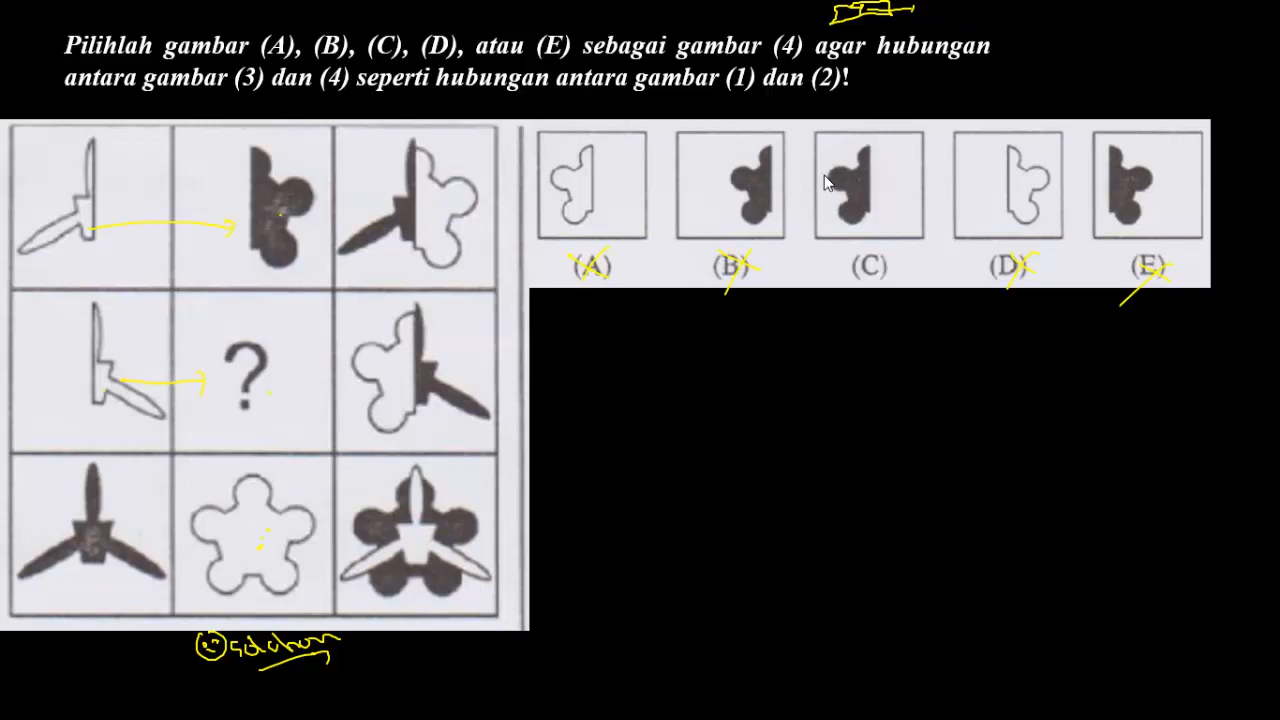 Pilihlah gambar (A), (B), (C), (D), atau (E) sebagai gambar (4) agar hubungan
antara gambar (3) dan (4) seperti hubungan antara gambar (1) dan (2)!
?
(A) (B) (C) (D) (E)